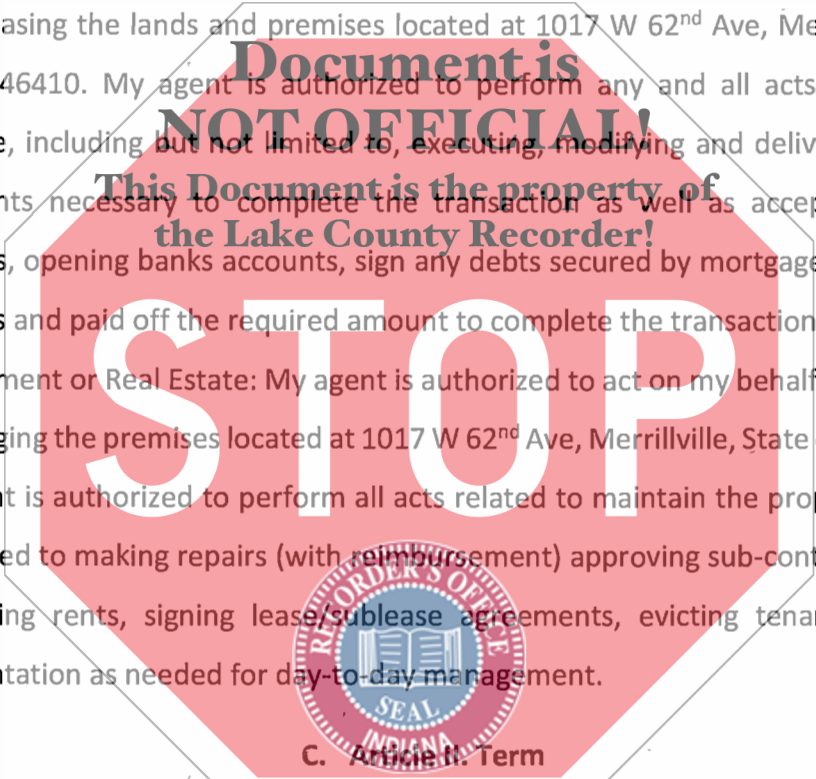 asing the lands and premises located at 1017 W 62nd Ave, Me
Document is
46410. My agent is authorized to perform any and all acts
NOT OFFICIAL!
e, including but not limited to, executing, modifying and deliv
This Document is the property of
nts necessary to complete the transaction as well as accep
the Lake County Recorder!
s, opening banks accounts, sign any debts secured by mortgage
s and paid off the required amount to complete the transaction
STOP
ment or Real Estate: My agent is authorized to act on my behalf
ging the premises located at 1017 W 62nd Ave, Merrillville, State
t is authorized to perform all acts related to maintain the prop
ed to making repairs (with reimbursement) approving sub-cont
RECORDER'S OFFICE
ing rents, signing lease/sublease agreements, evicting tena
tation as needed for day-to-day management.
SEAL
INDIANA
C. Article II. Term